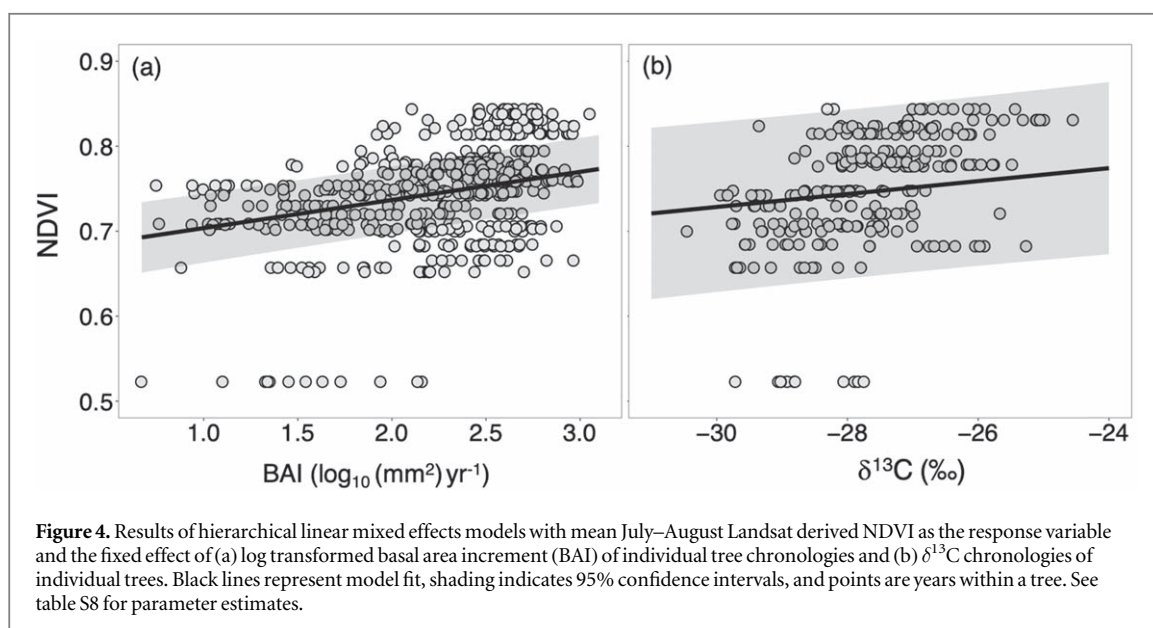 (a)
(b)
0.9
0.8
0.7
0.6
0.5
NDVI
1.0 1.5 2.0 2.5 3.0
−30 −28 −26 −24
BAI (log₁₀ (mm²) yr⁻¹)
δ¹³C (‰)
Figure 4. Results of hierarchical linear mixed effects models with mean July–August Landsat derived NDVI as the response variable
and the fixed effect of (a) log transformed basal area increment (BAI) of individual tree chronologies and (b) δ¹³C chronologies of
individual trees. Black lines represent model fit, shading indicates 95% confidence intervals, and points are years within a tree. See
table S8 for parameter estimates.